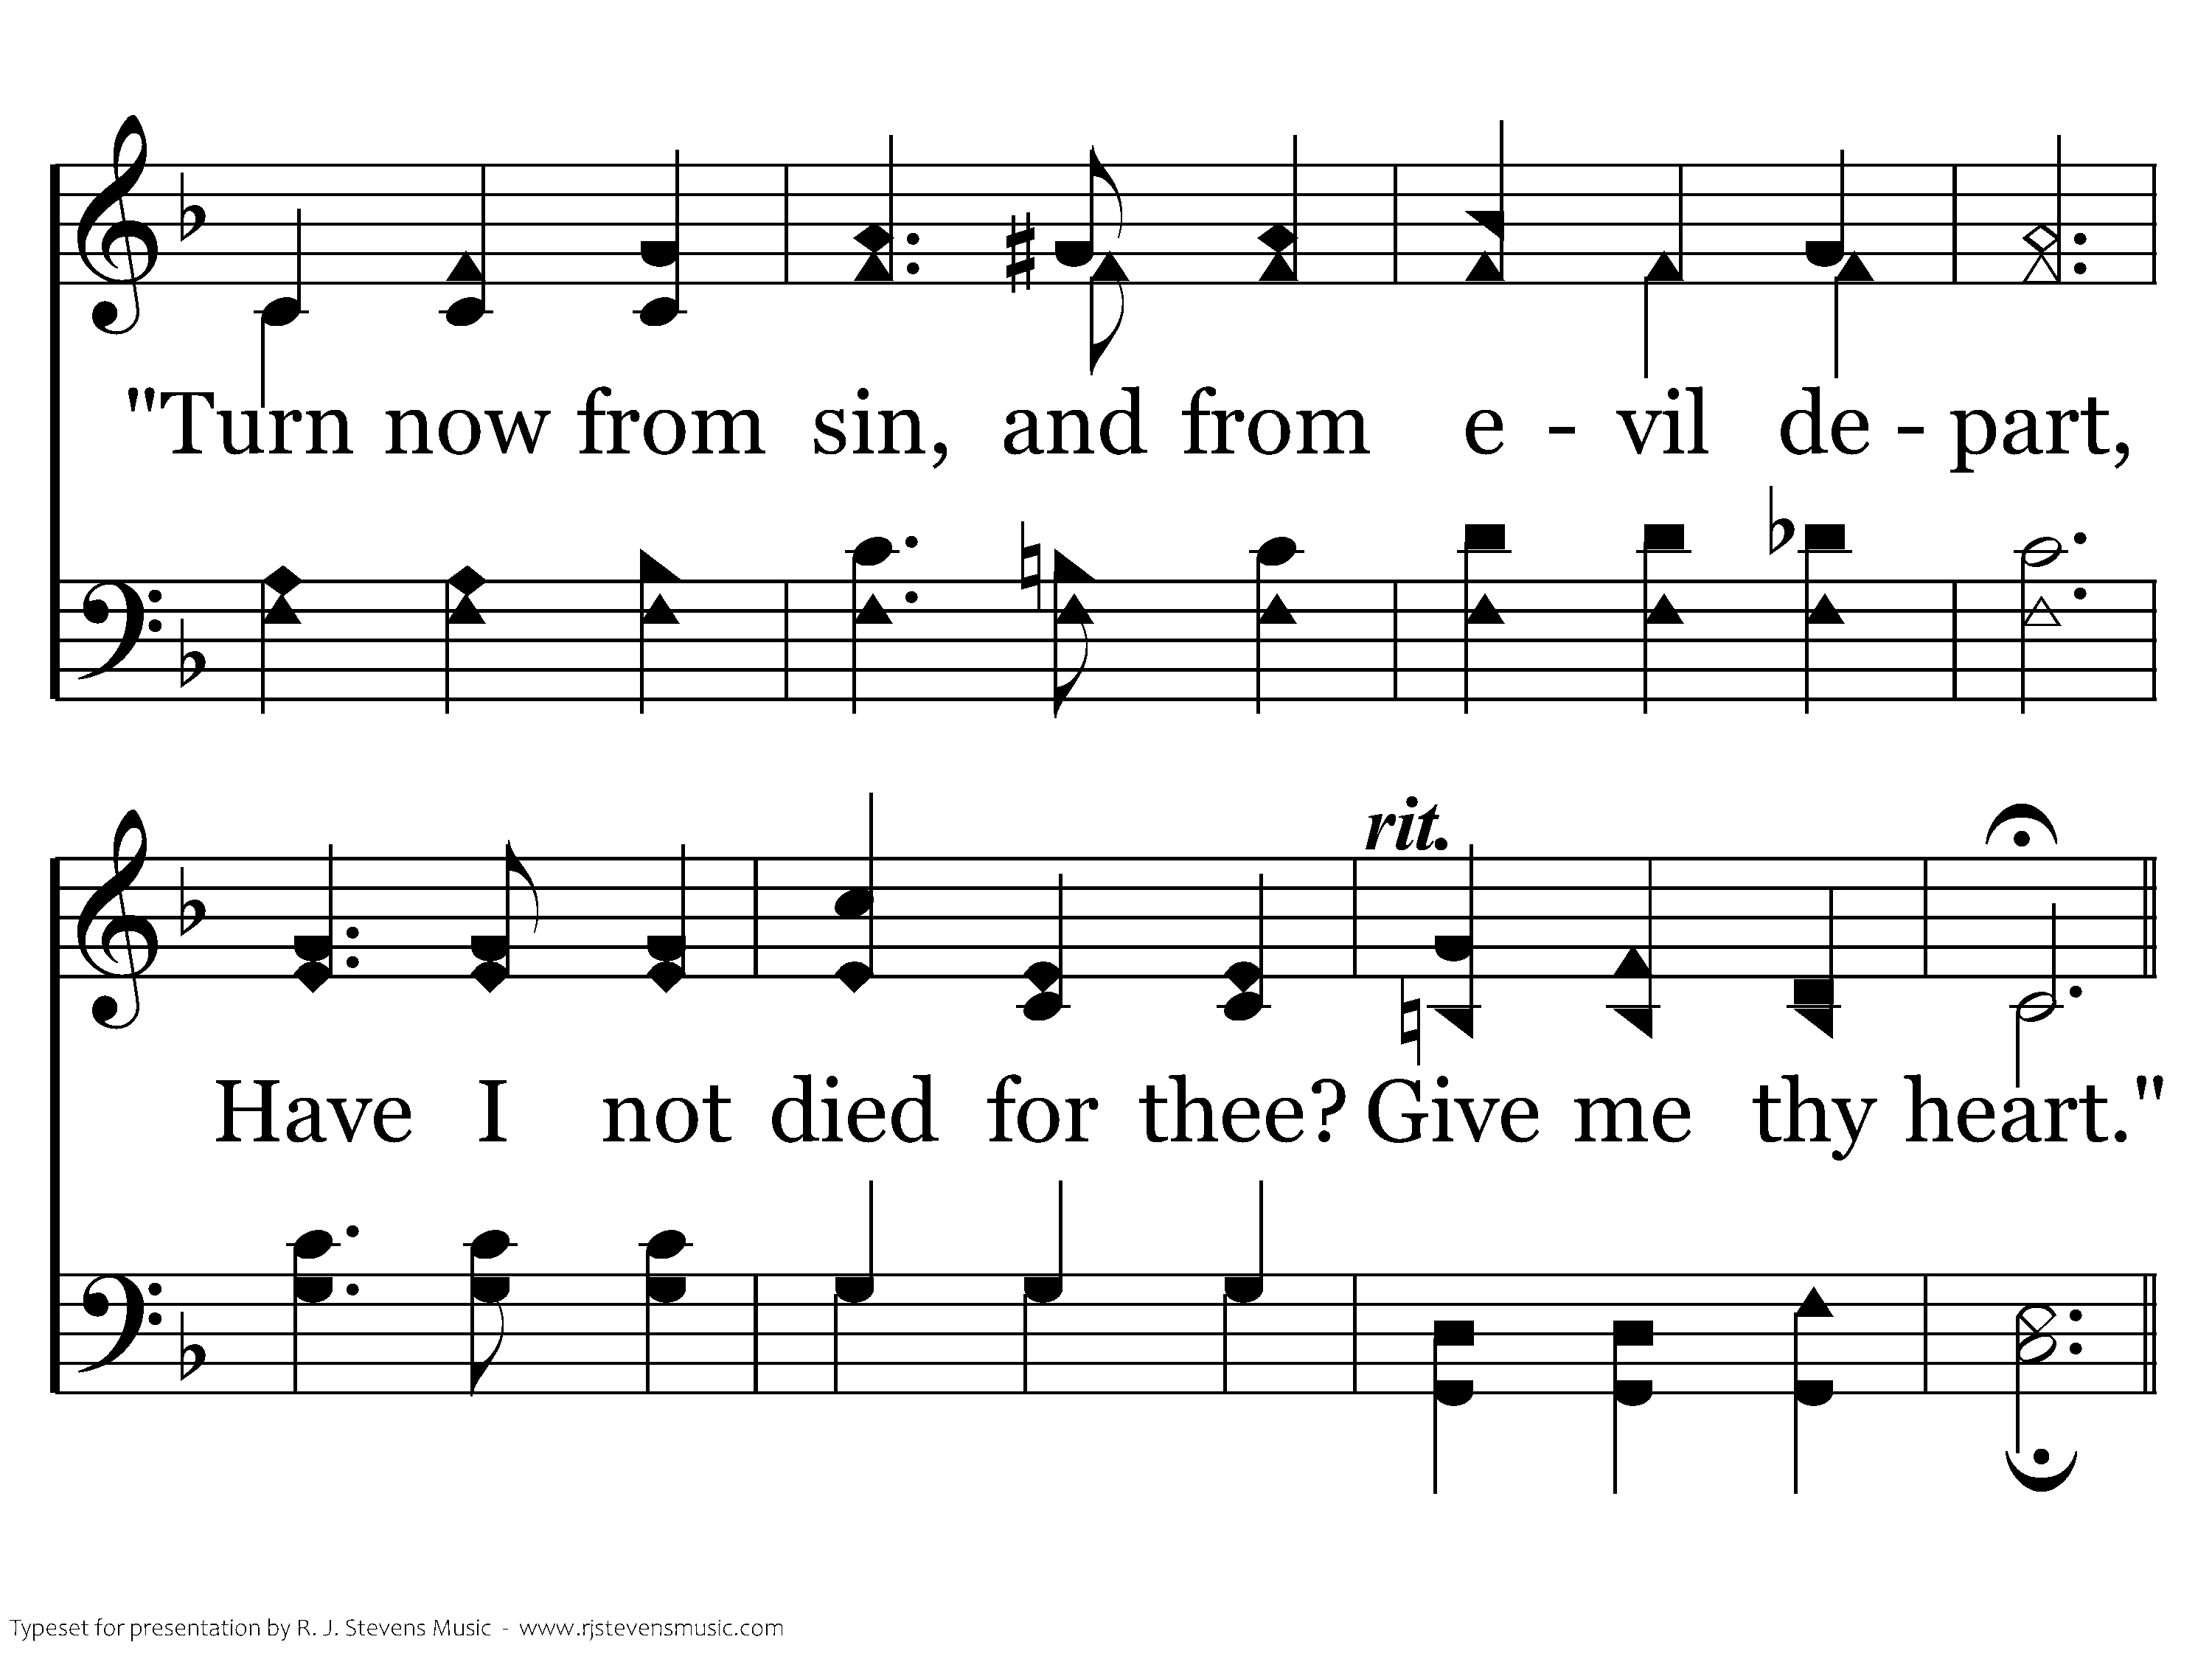 "Turn now from sin, and from e - vil de - part,
rit.
Have I not died for thee? Give me thy heart."
Typeset for presentation by R. J. Stevens Music - www.rjstevensmusic.com